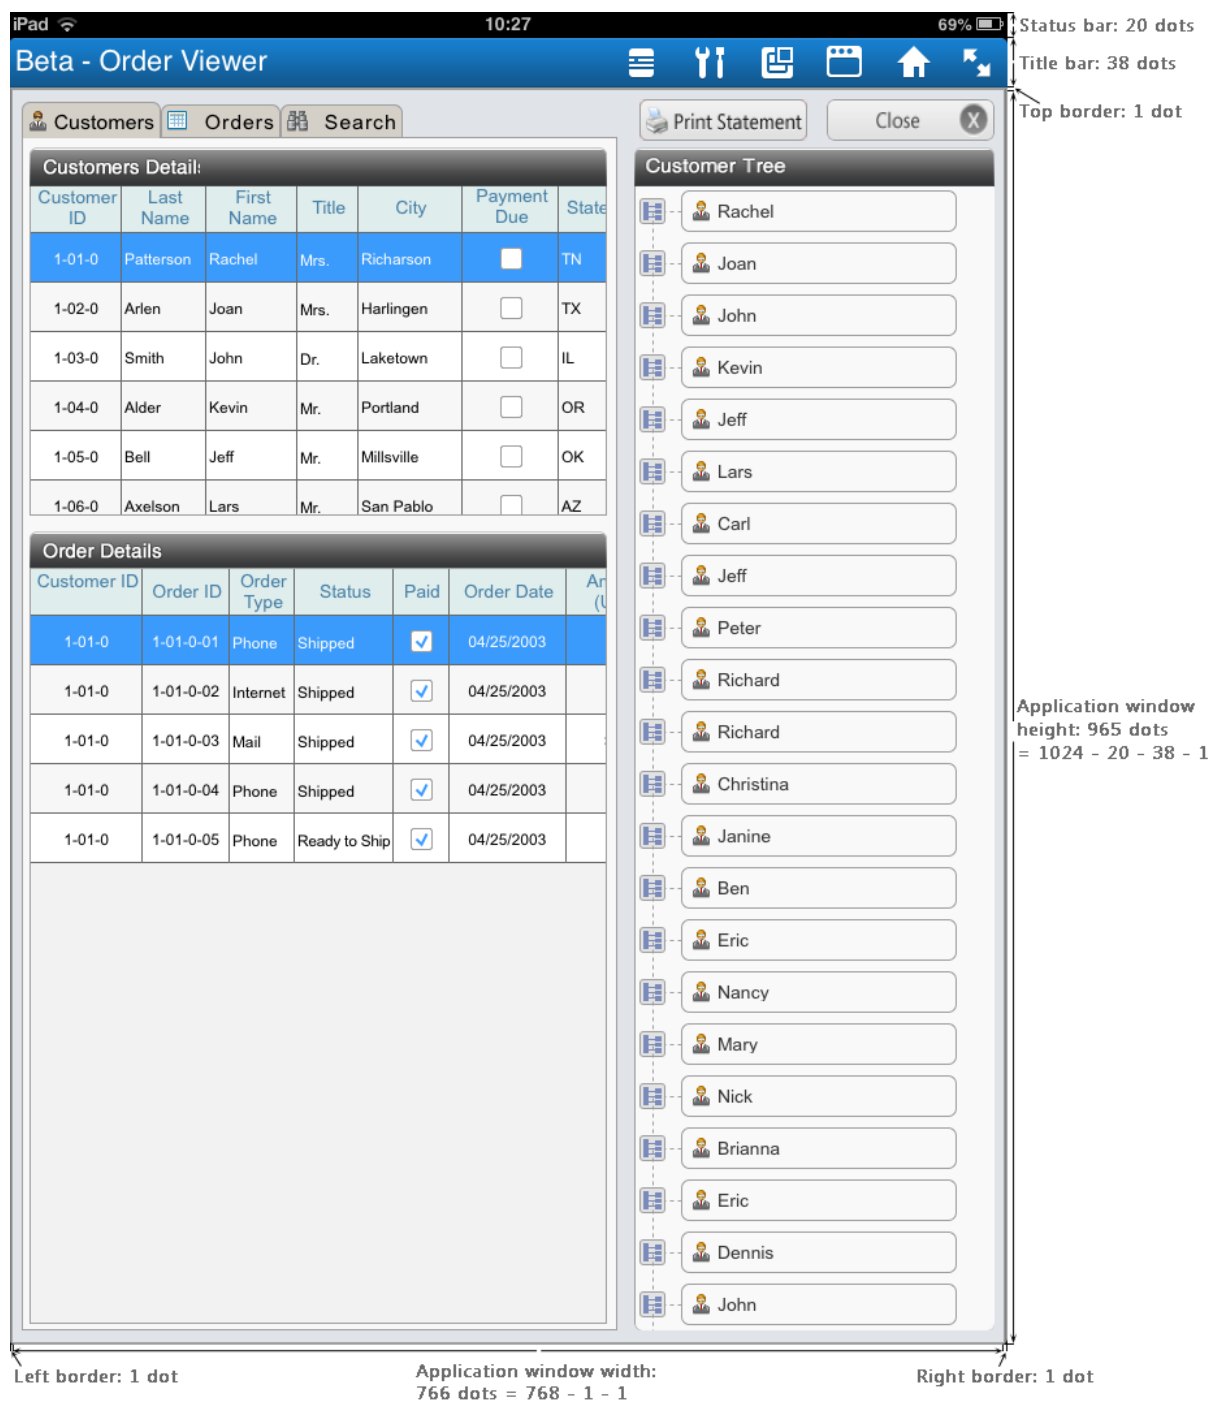 iPad 10:27 69%
Status bar: 20 dots
Beta - Order Viewer
Title bar: 38 dots
Top border: 1 dot
Customers Orders Search
Print Statement Close X
Customers Details
Customer ID Last Name First Name Title City Payment Due State
1-01-0 Patterson Rachel Mrs. Richarson TN
1-02-0 Arlen Joan Mrs. Harlingen TX
1-03-0 Smith John Dr. Laketown IL
1-04-0 Alder Kevin Mr. Portland OR
1-05-0 Bell Jeff Mr. Millsville OK
1-06-0 Axelson Lars Mr. San Pablo AZ
Order Details
Customer ID Order ID Order Type Status Paid Order Date
1-01-0 1-01-0-01 Phone Shipped 04/25/2003
1-01-0 1-01-0-02 Internet Shipped 04/25/2003
1-01-0 1-01-0-03 Mail Shipped 04/25/2003
1-01-0 1-01-0-04 Phone Shipped 04/25/2003
1-01-0 1-01-0-05 Phone Ready to Ship 04/25/2003
Customer Tree
Rachel
Joan
John
Kevin
Jeff
Lars
Carl
Jeff
Peter
Richard
Richard
Christina
Janine
Ben
Eric
Nancy
Mary
Nick
Brianna
Eric
Dennis
John
Application window
height: 965 dots
= 1024 - 20 - 38 - 1
Left border: 1 dot
Application window width:
766 dots = 768 - 1 - 1
Right border: 1 dot